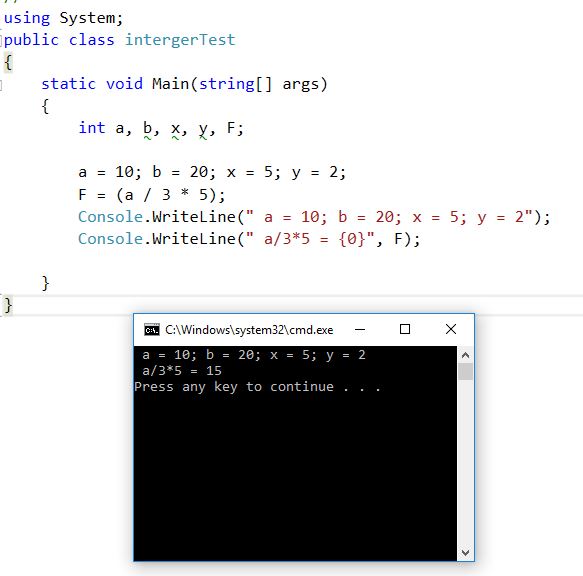 using System;
public class intergerTest
{
static void Main(string[] args)
{
int a, b, x, y, F;
a = 10; b = 20; x = 5; y = 2;
F = (a / 3 * 5);
Console.WriteLine(" a = 10; b = 20; x = 5; y = 2");
Console.WriteLine(" a/3*5 = {0}", F);
}
}
C:\Windows\system32\cmd.exe
a = 10; b = 20; x = 5; y = 2
a/3*5 = 15
Press any key to continue . . .